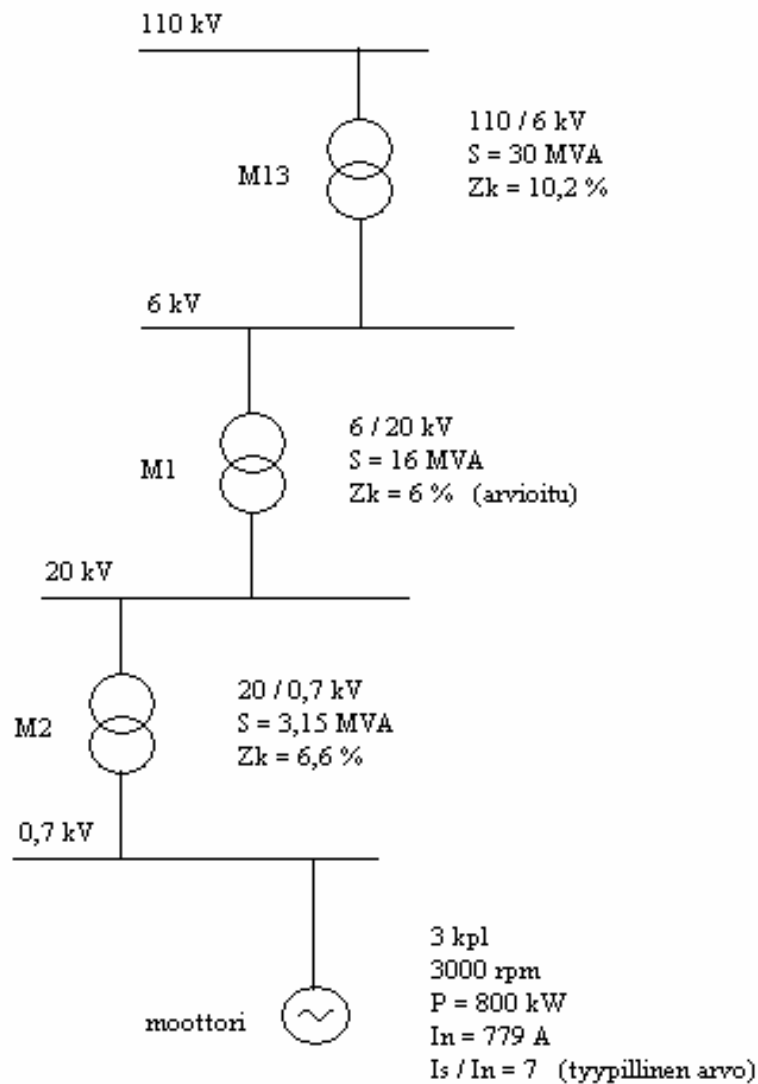 110 kV
M13
110 / 6 kV
S = 30 MVA
Zk = 10,2 %
6 kV
M1
6 / 20 kV
S = 16 MVA
Zk = 6 % (arvioitu)
20 kV
M2
20 / 0,7 kV
S = 3,15 MVA
Zk = 6,6 %
0,7 kV
moottori
3 kpl
3000 rpm
P = 800 kW
In = 779 A
Is / In = 7 (tyypillinen arvo)